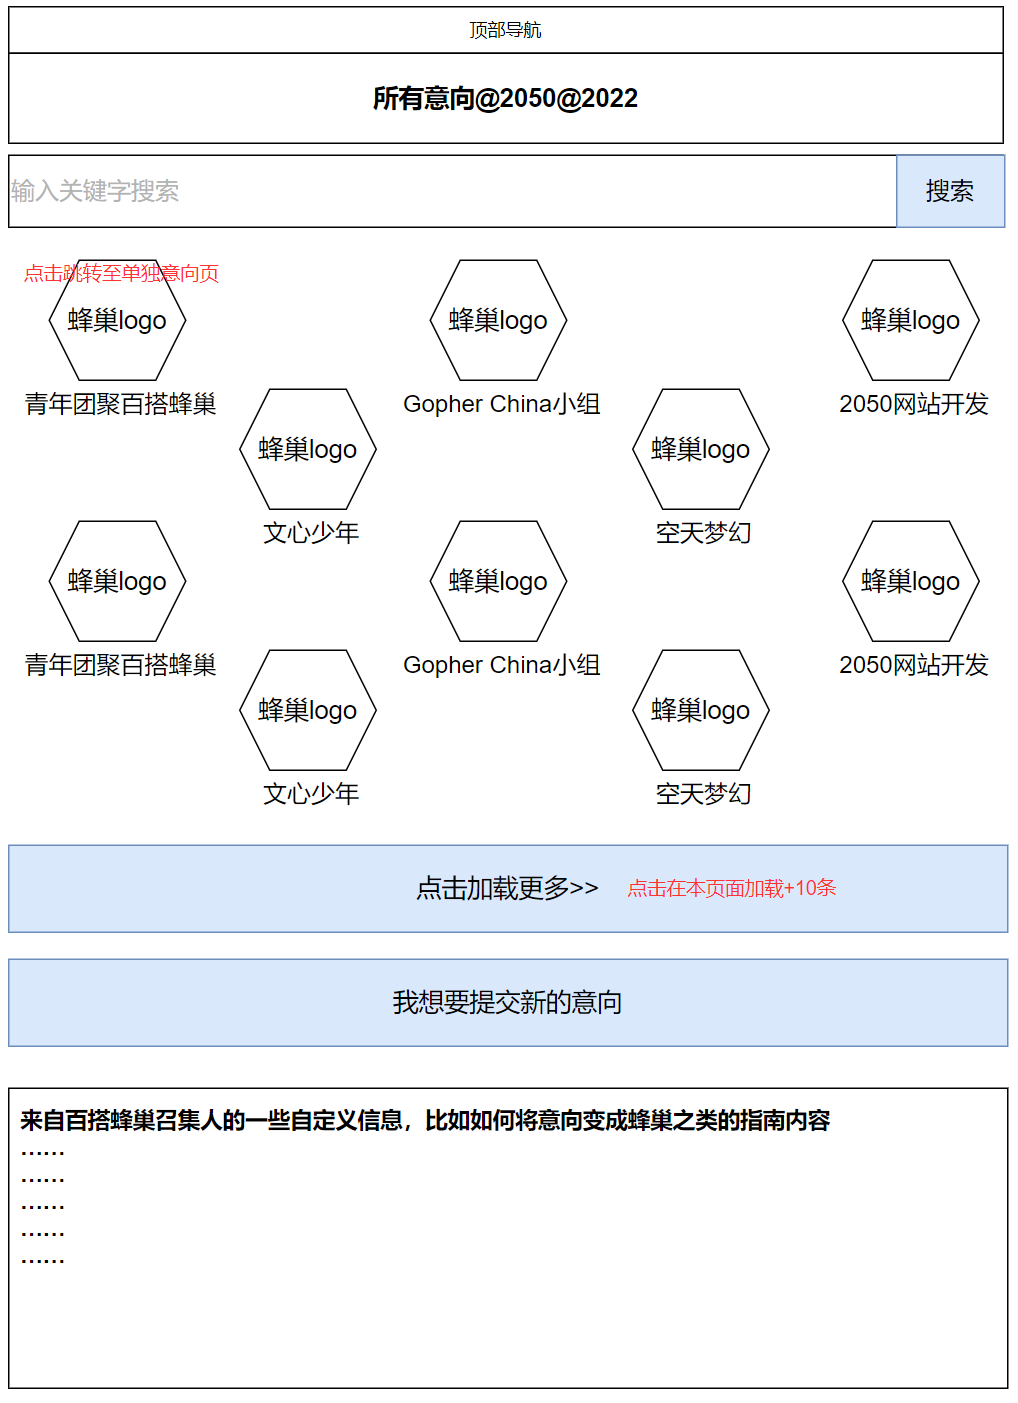 顶部导航
所有意向@2050@2022
输入关键字搜索
搜索
点击跳转至单独意向页
蜂巢logo
蜂巢logo
蜂巢logo
青年团聚百搭蜂巢
Gopher China小组
2050网站开发
蜂巢logo
蜂巢logo
文心少年
空天梦幻
蜂巢logo
蜂巢logo
蜂巢logo
青年团聚百搭蜂巢
Gopher China小组
2050网站开发
蜂巢logo
蜂巢logo
文心少年
空天梦幻
点击加载更多>>
点击在本页面加载+10条
我想要提交新的意向
来自百搭蜂巢召集人的一些自定义信息，比如如何将意向变成蜂巢之类的指南内容
……
……
……
……
……